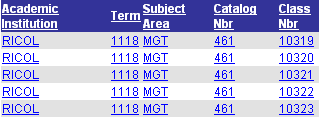 Academic Institution Term Subject Area Catalog Nbr Class Nbr
RICOL 1118 MGT 461 10319
RICOL 1118 MGT 461 10320
RICOL 1118 MGT 461 10321
RICOL 1118 MGT 461 10322
RICOL 1118 MGT 461 10323